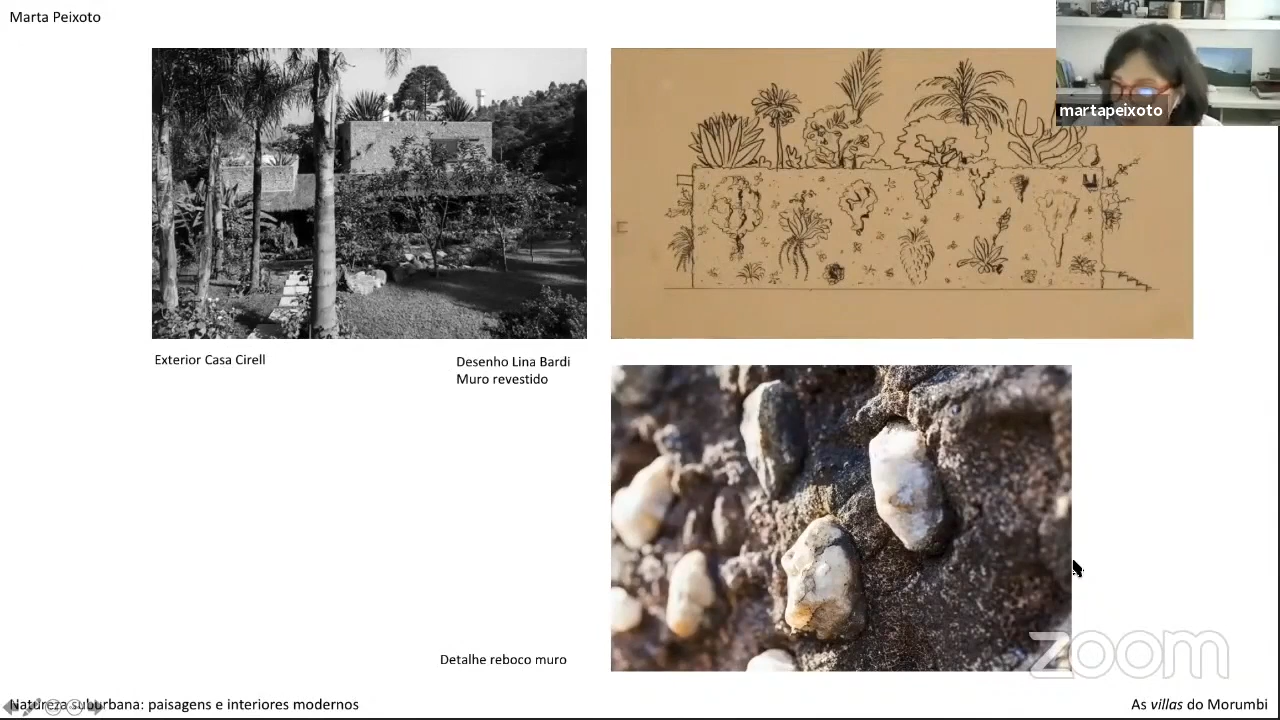 Marta Peixoto
martapeixoto
Exterior Casa Cirell
Desenho Lina Bardi
Muro revestido
Detalhe reboco muro
zoom
Natureza suburbana: paisagens e interiores modernos
As villas do Morumbi